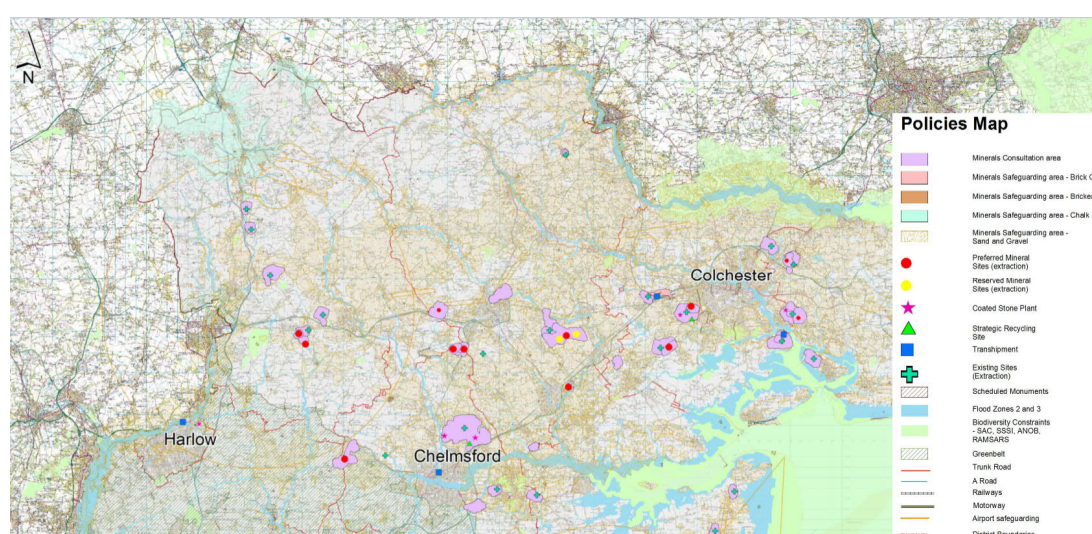 N
Policies Map
Minerals Consultation area
Minerals Safeguarding area - Brick C
Minerals Safeguarding area - Bricke
Minerals Safeguarding area - Chalk
Minerals Safeguarding area -
Sand and Gravel
Preferred Mineral
Sites (extraction)
Reserved Mineral
Sites (extraction)
Coated Stone Plant
Strategic Recycling
Site
Transhipment
Existing Sites
(Extraction)
Scheduled Monuments
Flood Zones 2 and 3
Biodiversity Constraints
- SAC, SSSI, ANOB,
RAMSARS
Greenbelt
Trunk Road
A Road
Railways
Motorway
Airport safeguarding
District Boundaries
Colchester
Harlow
Chelmsford